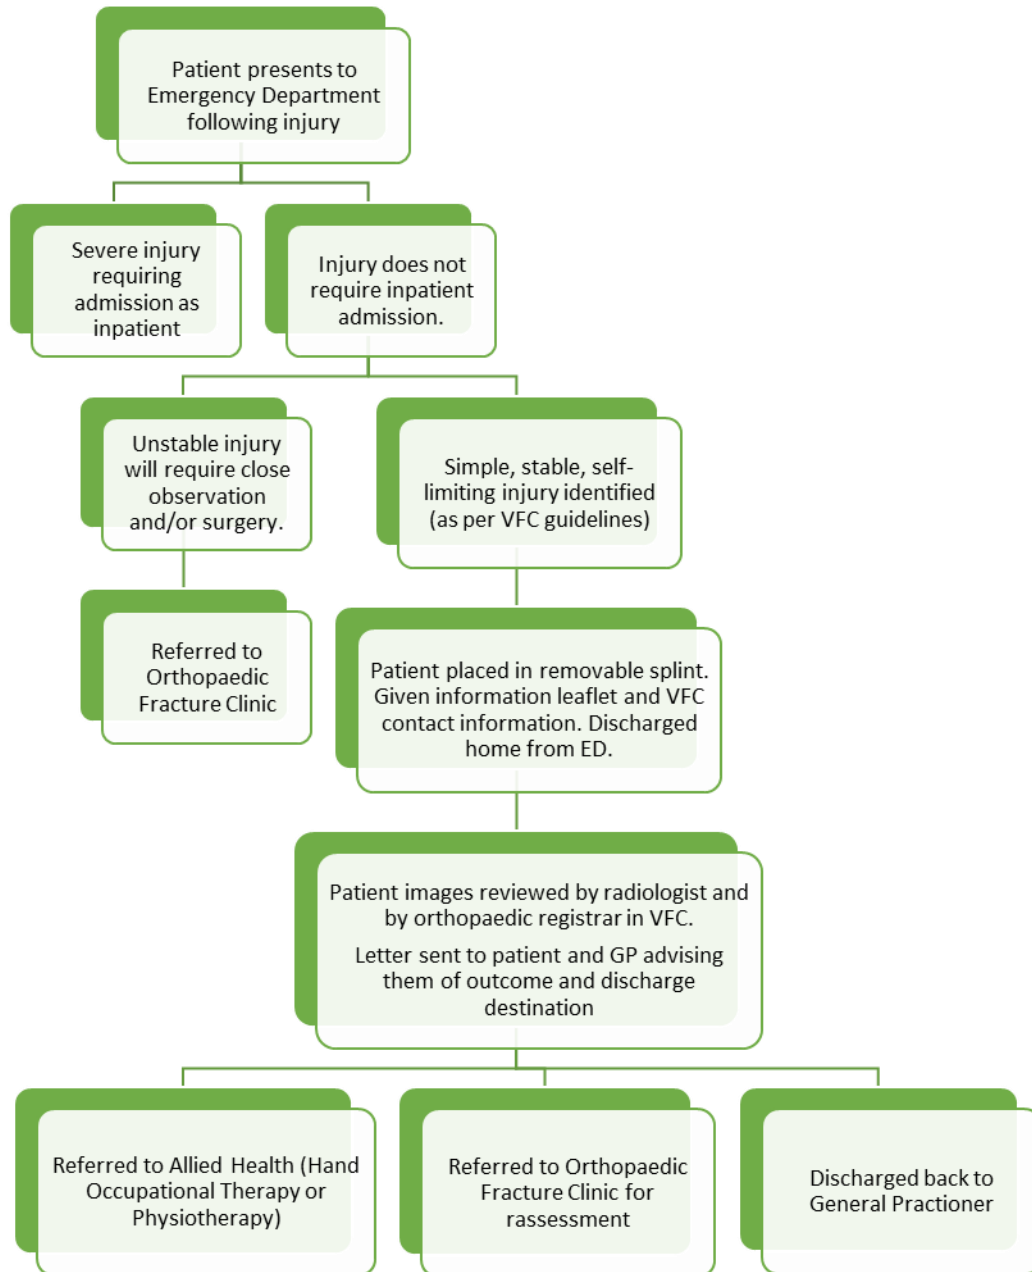 Patient presents to
Emergency Department
following injury
Severe injury
requiring
admission as
inpatient
Injury does not
require inpatient
admission.
Unstable injury
will require close
observation
and/or surgery.
Simple, stable, self-
limiting injury identified
(as per VFC guidelines)
Referred to
Orthopaedic
Fracture Clinic
Patient placed in removable splint.
Given information leaflet and VFC
contact information. Discharged
home from ED.
Patient images reviewed by radiologist and
by orthopaedic registrar in VFC.
Letter sent to patient and GP advising
them of outcome and discharge
destination
Referred to Allied Health (Hand
Occupational Therapy or
Physiotherapy)
Referred to Orthopaedic
Fracture Clinic for
rassessment
Discharged back to
General Practioner